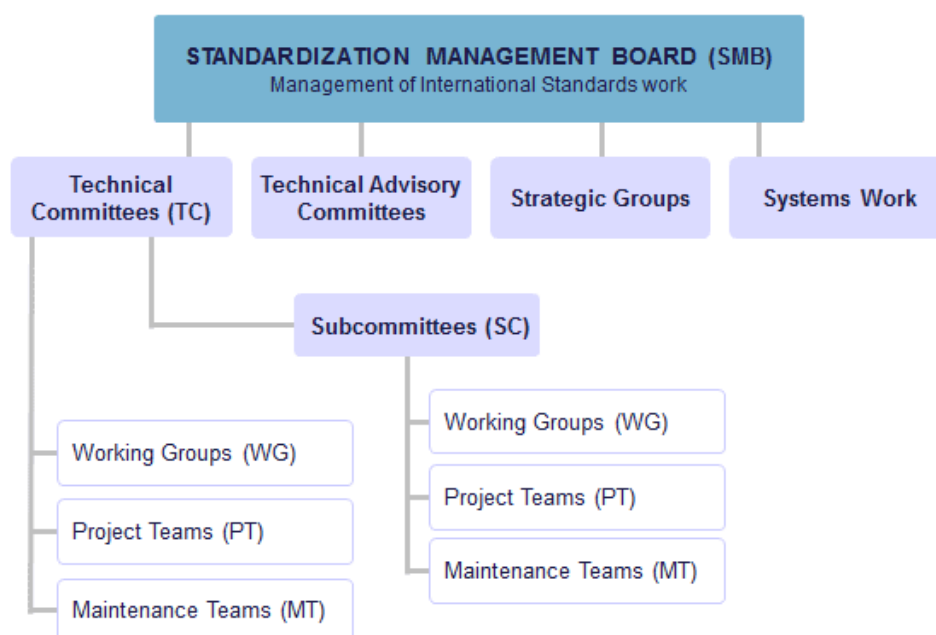 STANDARDIZATION MANAGEMENT BOARD (SMB)
Management of International Standards work
Technical
Committees (TC)
Technical Advisory
Committees
Strategic Groups
Systems Work
Subcommittees (SC)
Working Groups (WG)
Project Teams (PT)
Maintenance Teams (MT)
Working Groups (WG)
Project Teams (PT)
Maintenance Teams (MT)